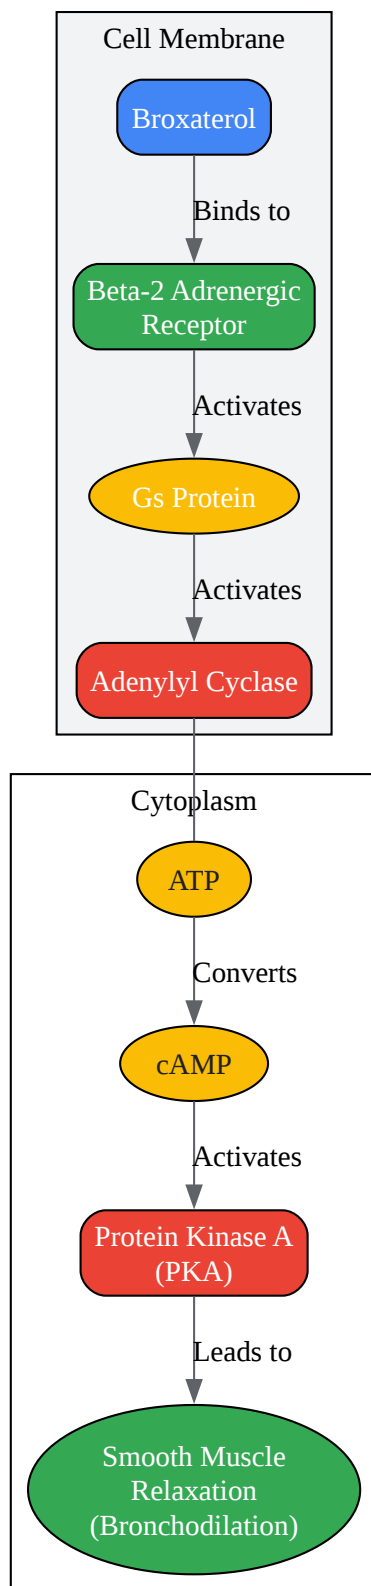 Cell Membrane
Broxaterol
Binds to
Beta-2 Adrenergic
Receptor
Activates
Gs Protein
Activates
Adenylyl Cyclase
Cytoplasm
ATP
Converts
cAMP
Activates
Protein Kinase A
(PKA)
Leads to
Smooth Muscle
Relaxation
(Bronchodilation)